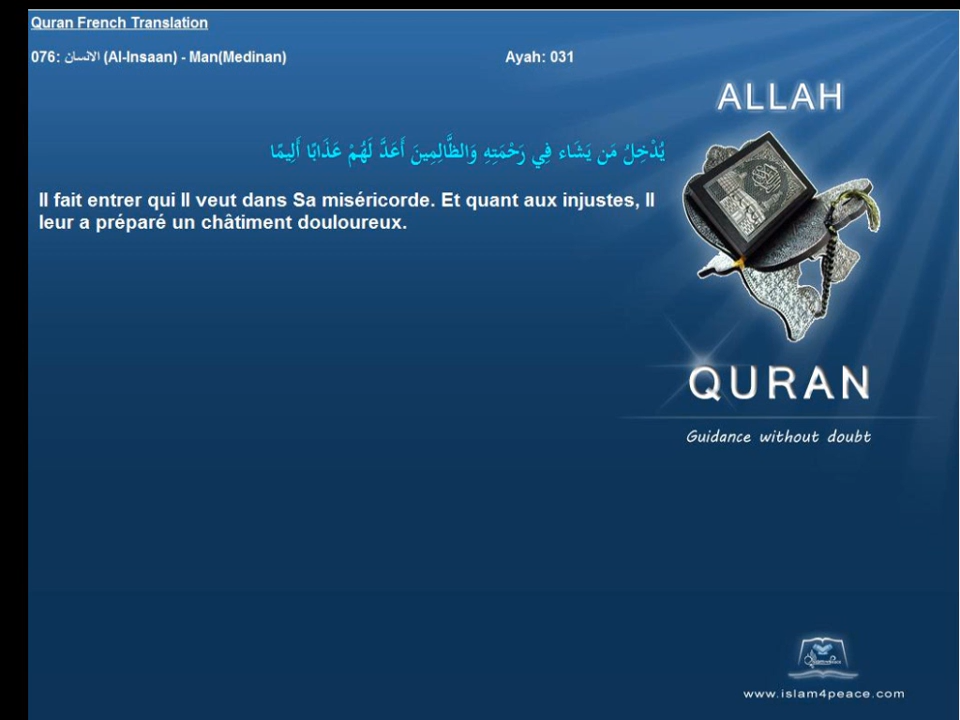 Quran French Translation
076: الانسان (Al-Insaan) - Man(Medinan) Ayah: 031
ALLAH
يُدْخِلُ مَن يَشَاء فِي رَحْمَتِهِ وَالظَّالِمِينَ أَعَدَّ لَهُمْ عَذَابًا أَلِيمًا
Il fait entrer qui Il veut dans Sa miséricorde. Et quant aux injustes, Il
leur a préparé un châtiment douloureux.
QURAN
Guidance without doubt
www.islam4peace.com